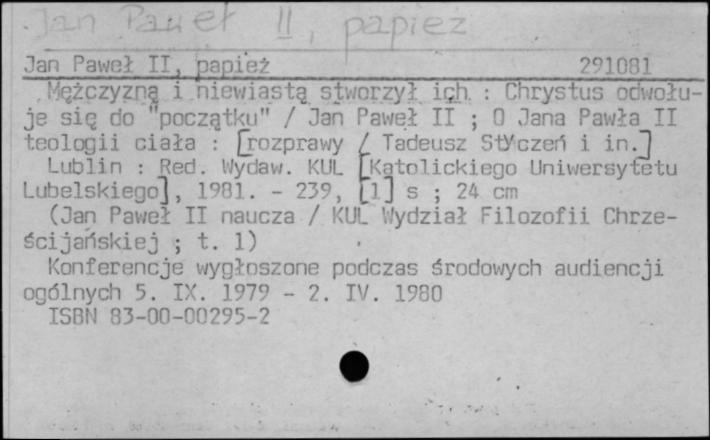 Jan Paweł II, papież
Jan Paweł II, papież 291081
Mężczyzną i niewiastą stworzył ich : Chrystus odwołu-
je się do "początku" / Jan Paweł II ; O Jana Pawła II
teologii ciała : [rozprawy / Tadeusz Styczeń i in.]
Lublin : Red. Wydaw. KUL [Katolickiego Uniwersytetu
Lubelskiego], 1981. - 239, [1] s ; 24 cm
(Jan Paweł II naucza / KUL Wydział Filozofii Chrze-
ścijańskiej ; t. 1)
Konferencje wygłoszone podczas środowych audiencji
ogólnych 5. IX. 1979 - 2. IV. 1980
ISBN 83-00-00295-2